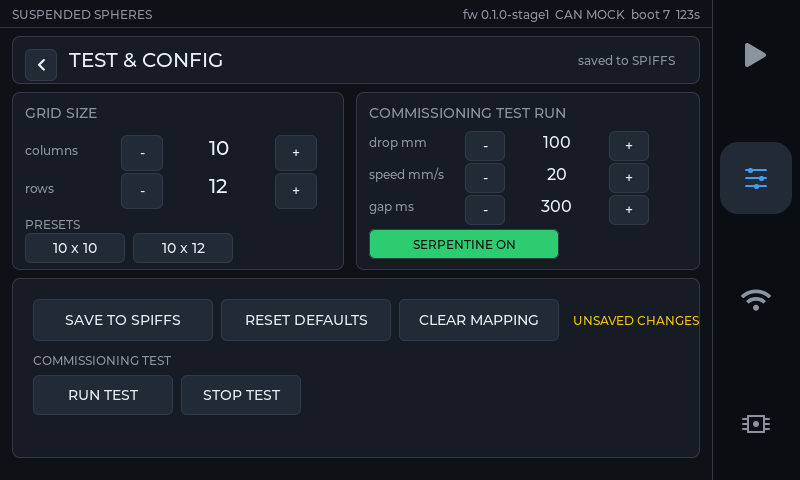 SUSPENDED SPHERES
fw 0.1.0-stage1 CAN MOCK boot 7 123s
TEST & CONFIG
saved to SPIFFS
GRID SIZE
columns - 10 +
rows - 12 +
PRESETS
10 x 10 10 x 12
COMMISSIONING TEST RUN
drop mm - 100 +
speed mm/s - 20 +
gap ms - 300 +
SERPENTINE ON
SAVE TO SPIFFS RESET DEFAULTS CLEAR MAPPING UNSAVED CHANGES
COMMISSIONING TEST
RUN TEST STOP TEST